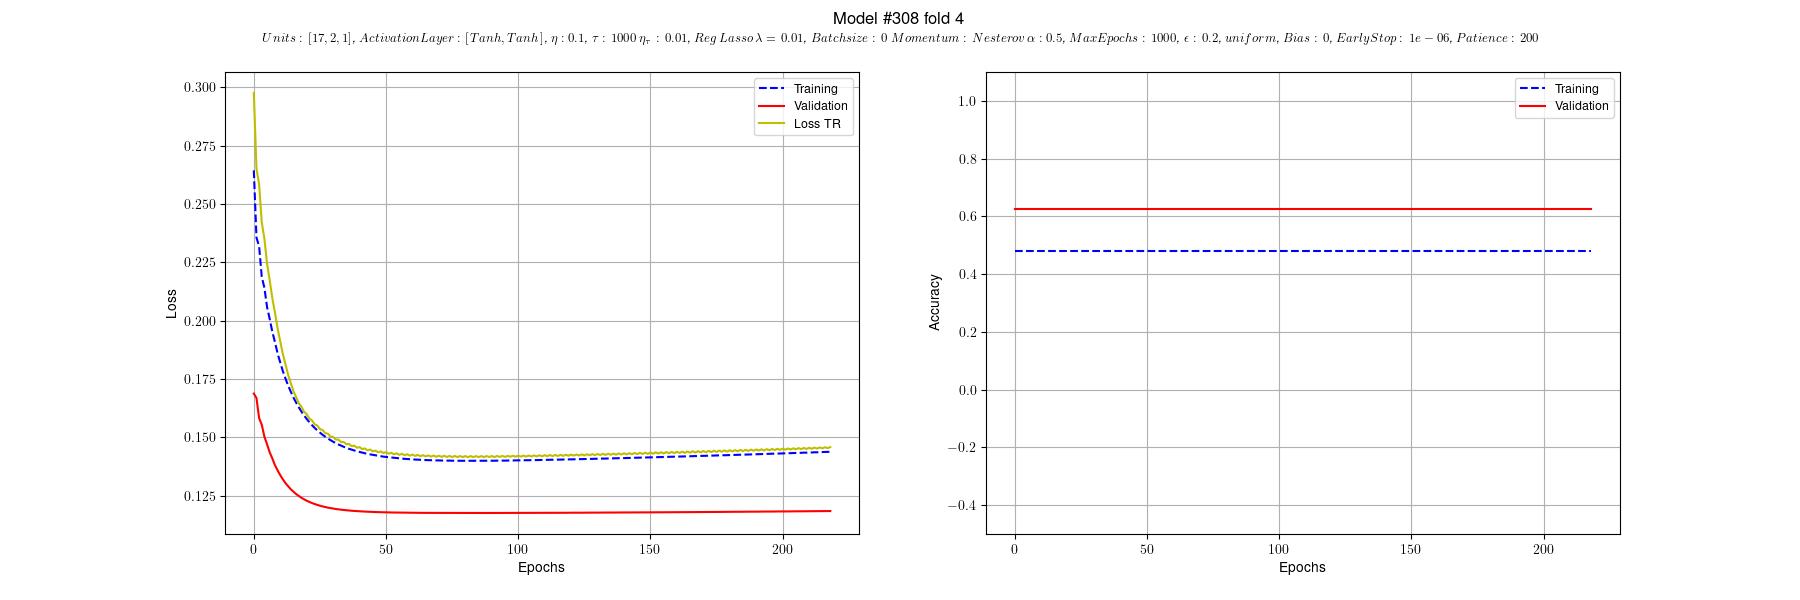 Model #308 fold 4
Units : [17, 2, 1], ActivationLayer : [Tanh, Tanh], η : 0.1, τ : 1000 η_τ : 0.01, Reg Lasso λ = 0.01, Batchsize : 0 Momentum : Nesterov α : 0.5, MaxEpochs : 1000, ϵ : 0.2, uniform, Bias : 0, EarlyStop : 1e − 06, Patience : 200
0.300
0.275
0.250
0.225
0.200
0.175
0.150
0.125
Loss
0 50 100 150 200
Epochs
Training
Validation
Loss TR
1.0
0.8
0.6
0.4
0.2
0.0
−0.2
−0.4
Accuracy
0 50 100 150 200
Epochs
Training
Validation